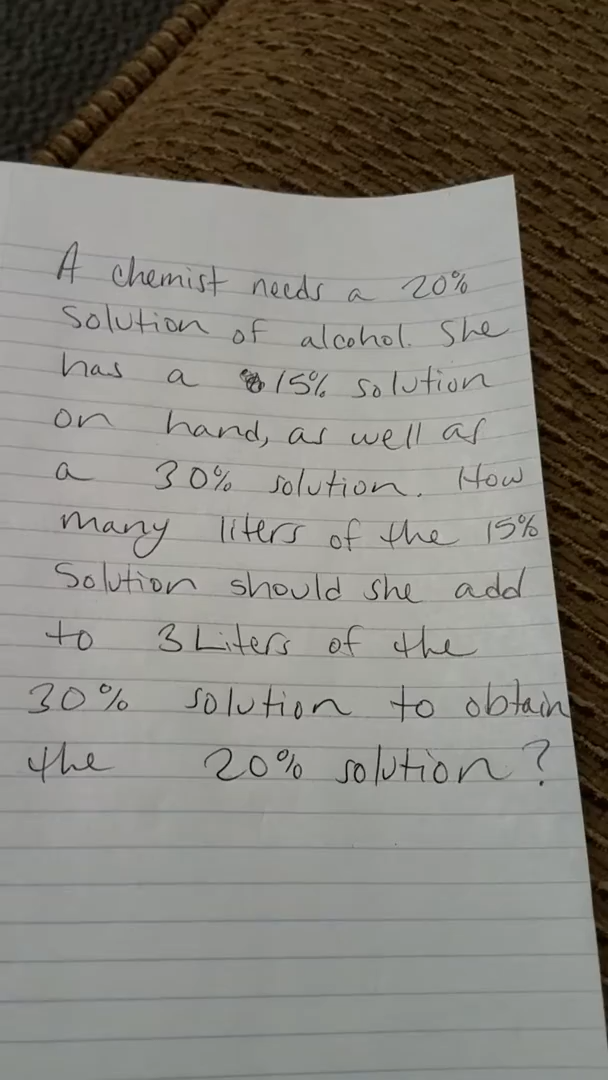 A chemist needs a 20%
solution of alcohol. She
has a 15% solution
on hand, as well as
a 30% solution. How
many liters of the 15%
Solution should she add
to 3 Liters of the
30% solution to obtain
the 20% solution?